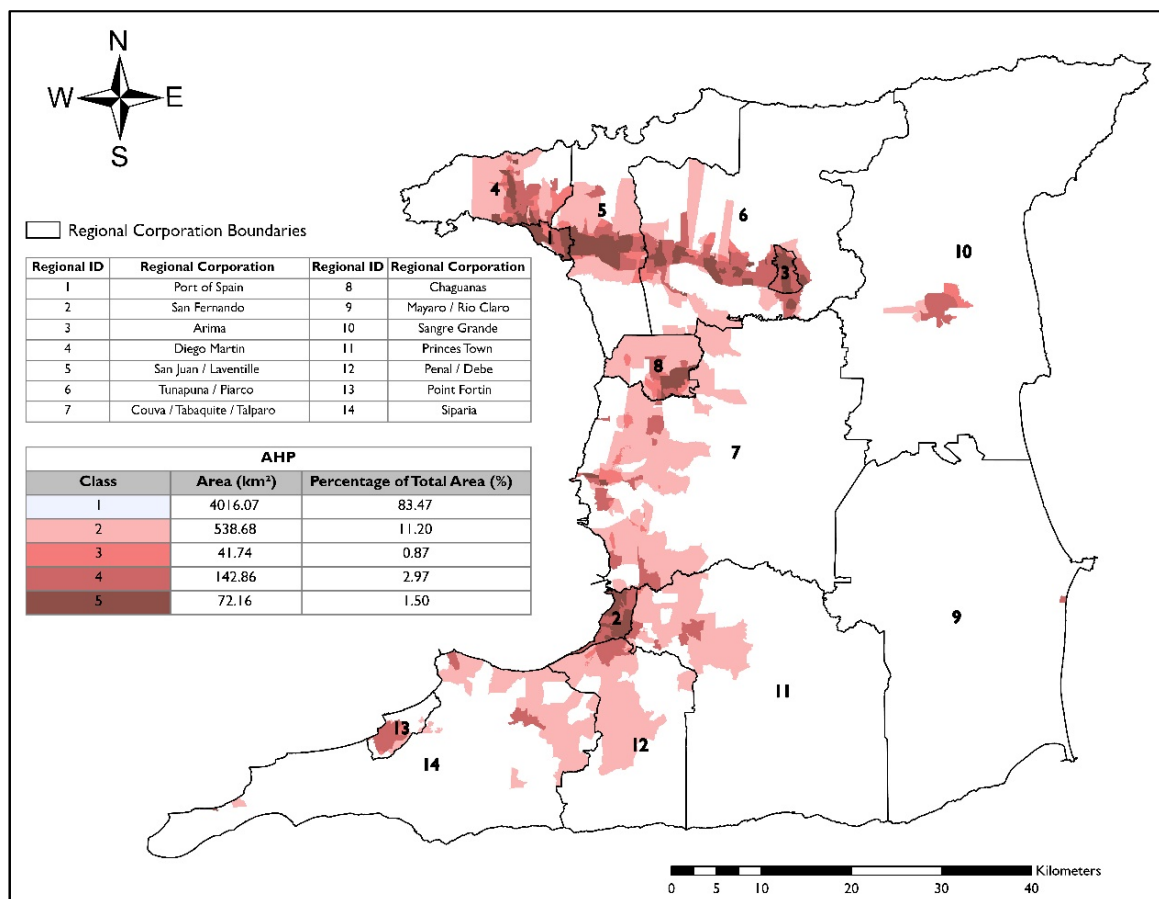 N
W E
S
Regional Corporation Boundaries
Regional ID Regional Corporation Regional ID Regional Corporation
1 Port of Spain 8 Chaguanas
2 San Fernando 9 Mayaro / Rio Claro
3 Arima 10 Sangre Grande
4 Diego Martin 11 Princes Town
5 San Juan / Laventille 12 Penal / Debe
6 Tunapuna / Piarco 13 Point Fortin
7 Couva / Tabaquite / Talparo 14 Siparia
AHP
Class Area (km²) Percentage of Total Area (%)
1 4016.07 83.47
2 538.68 11.20
3 41.74 0.87
4 142.86 2.97
5 72.16 1.50
4
5
6
1
3
10
8
7
2
9
11
13
12
14
Kilometers
0 5 10 20 30 40